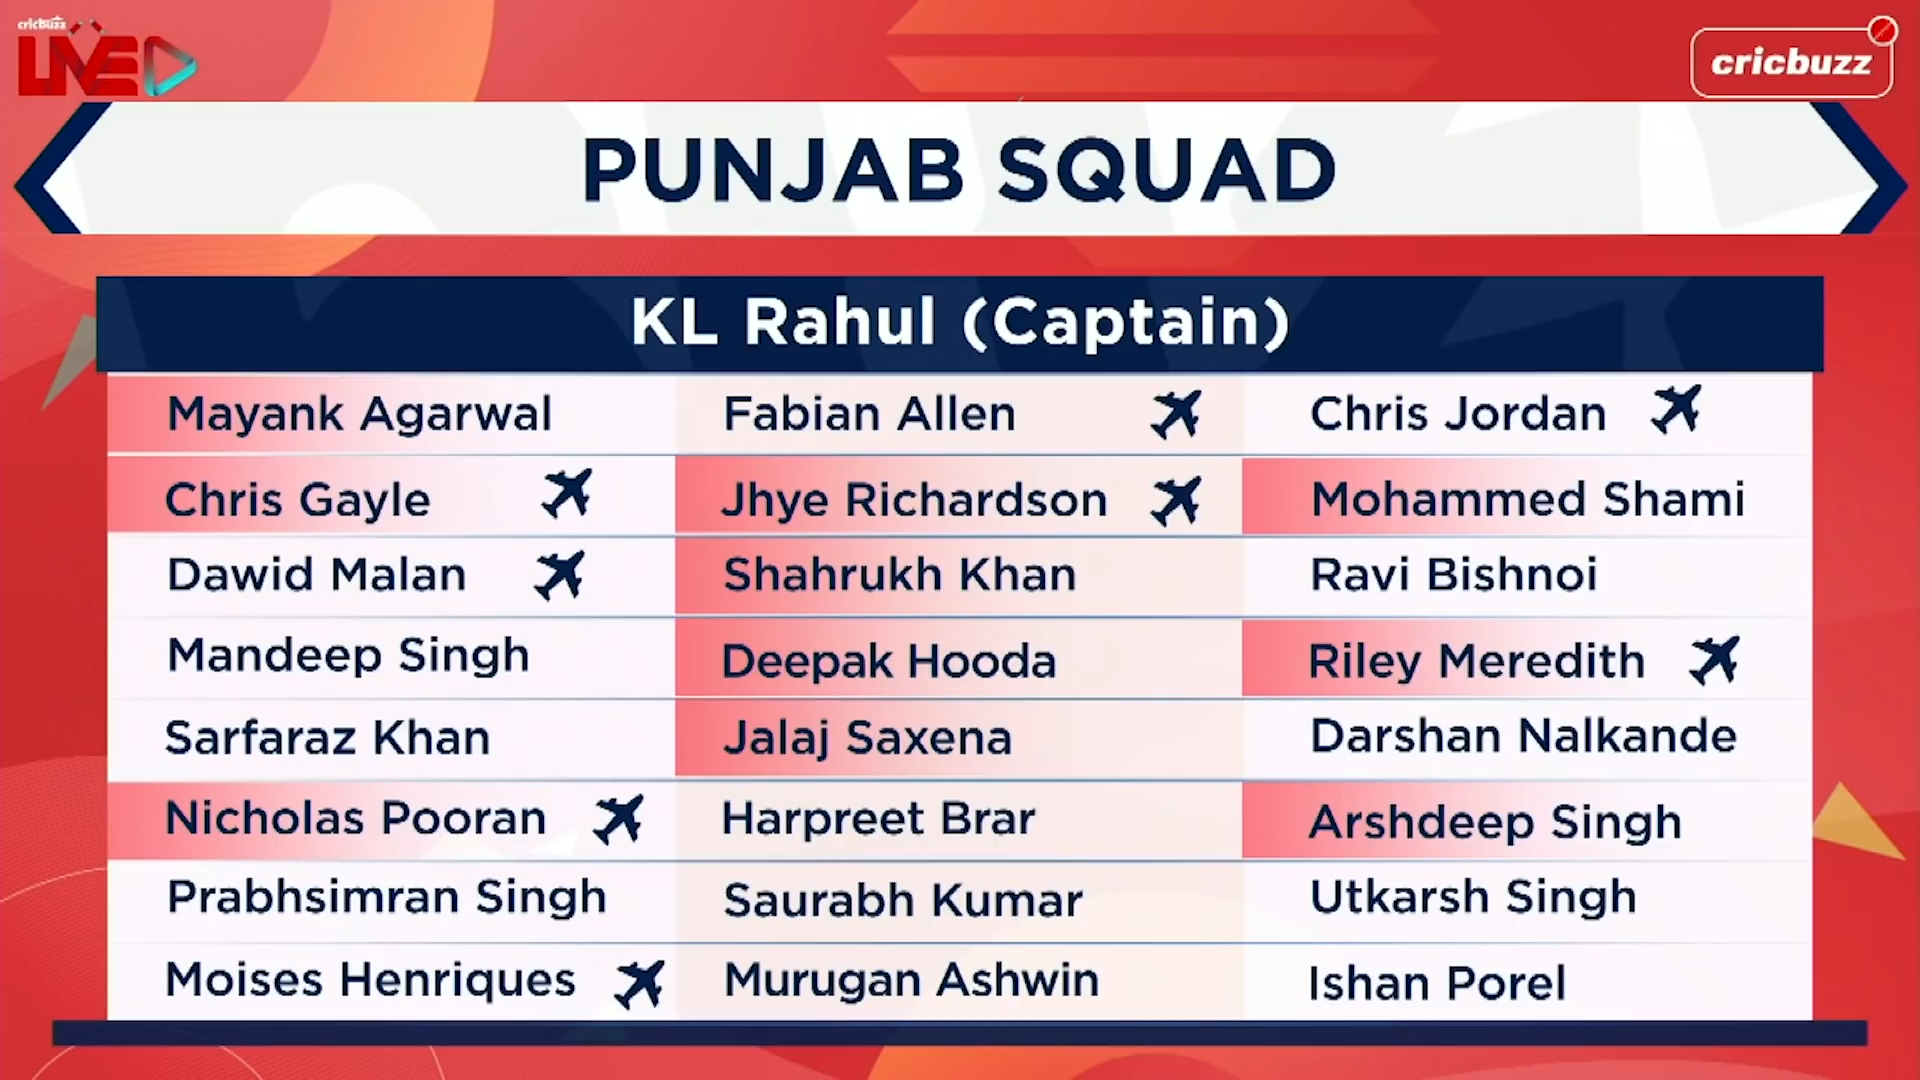 cricbuzz
LIVE
cricbuzz
PUNJAB SQUAD
KL Rahul (Captain)
Mayank Agarwal
Fabian Allen
Chris Jordan
Chris Gayle
Jhye Richardson
Mohammed Shami
Dawid Malan
Shahrukh Khan
Ravi Bishnoi
Mandeep Singh
Deepak Hooda
Riley Meredith
Sarfaraz Khan
Jalaj Saxena
Darshan Nalkande
Nicholas Pooran
Harpreet Brar
Arshdeep Singh
Prabhsimran Singh
Saurabh Kumar
Utkarsh Singh
Moises Henriques
Murugan Ashwin
Ishan Porel